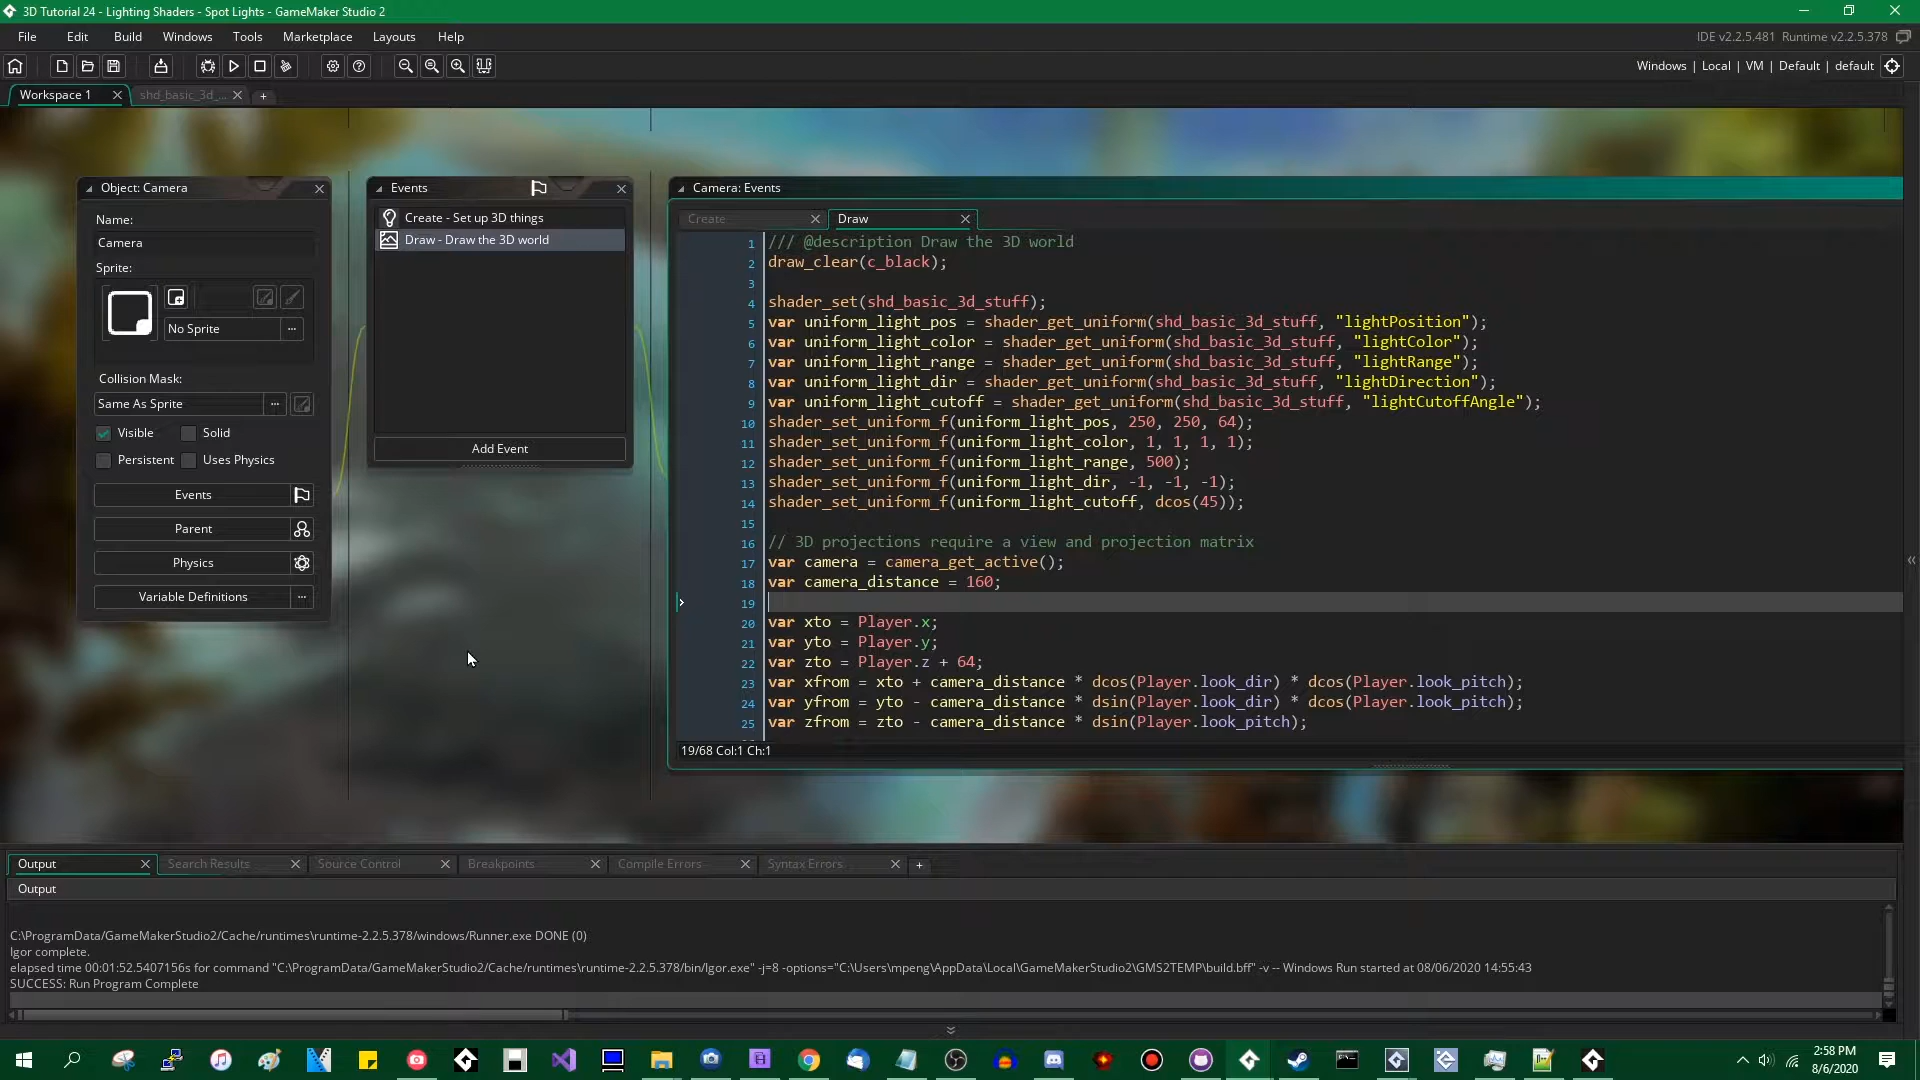 3D Tutorial 24 - Lighting Shaders - Spot Lights - GameMaker Studio 2
File Edit Build Windows Tools Marketplace Layouts Help
IDE v2.2.5.481 Runtime v2.2.5.378
Windows | Local | VM | Default | default
Workspace 1
shd_basic_3d_...
Object: Camera
Name:
Camera
Sprite:
No Sprite
...
Collision Mask:
Same As Sprite
...
Visible
Solid
Persistent
Uses Physics
Events
Parent
Physics
Variable Definitions
...
Events
Create - Set up 3D things
Draw - Draw the 3D world
Add Event
Camera: Events
Create
Draw
1 /// @description Draw the 3D world
2 draw_clear(c_black);
3
4 shader_set(shd_basic_3d_stuff);
5 var uniform_light_pos = shader_get_uniform(shd_basic_3d_stuff, "lightPosition");
6 var uniform_light_color = shader_get_uniform(shd_basic_3d_stuff, "lightColor");
7 var uniform_light_range = shader_get_uniform(shd_basic_3d_stuff, "lightRange");
8 var uniform_light_dir = shader_get_uniform(shd_basic_3d_stuff, "lightDirection");
9 var uniform_light_cutoff = shader_get_uniform(shd_basic_3d_stuff, "lightCutoffAngle");
10 shader_set_uniform_f(uniform_light_pos, 250, 250, 64);
11 shader_set_uniform_f(uniform_light_color, 1, 1, 1, 1);
12 shader_set_uniform_f(uniform_light_range, 500);
13 shader_set_uniform_f(uniform_light_dir, -1, -1, -1);
14 shader_set_uniform_f(uniform_light_cutoff, dcos(45));
15
16 // 3D projections require a view and projection matrix
17 var camera = camera_get_active();
18 var camera_distance = 160;
19
20 var xto = Player.x;
21 var yto = Player.y;
22 var zto = Player.z + 64;
23 var xfrom = xto + camera_distance * dcos(Player.look_dir) * dcos(Player.look_pitch);
24 var yfrom = yto - camera_distance * dsin(Player.look_dir) * dcos(Player.look_pitch);
25 var zfrom = zto - camera_distance * dsin(Player.look_pitch);
19/68 Col:1 Ch:1
Output
Search Results
Source Control
Breakpoints
Compile Errors
Syntax Errors
Output
C:\ProgramData/GameMakerStudio2/Cache/runtimes\runtime-2.2.5.378/windows/Runner.exe DONE (0)
Igor complete.
elapsed time 00:01:52.5407156s for command "C:\ProgramData/GameMakerStudio2/Cache/runtimes\runtime-2.2.5.378/bin/Igor.exe" -j=8 -options="C:\Users\mpeng\AppData\Local\GameMakerStudio2\GMS2TEMP\build.bff" -v -- Windows Run started at 08/06/2020 14:55:43
SUCCESS: Run Program Complete
2:58 PM
8/6/2020